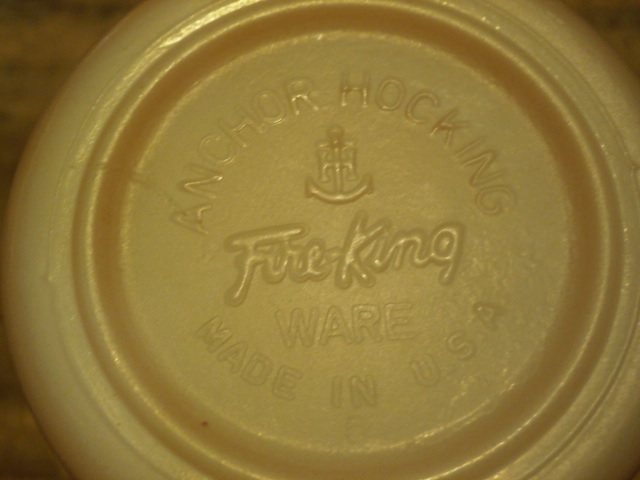 ANCHOR HOCKING
H
Fire-King
WARE
MADE IN U.S.A